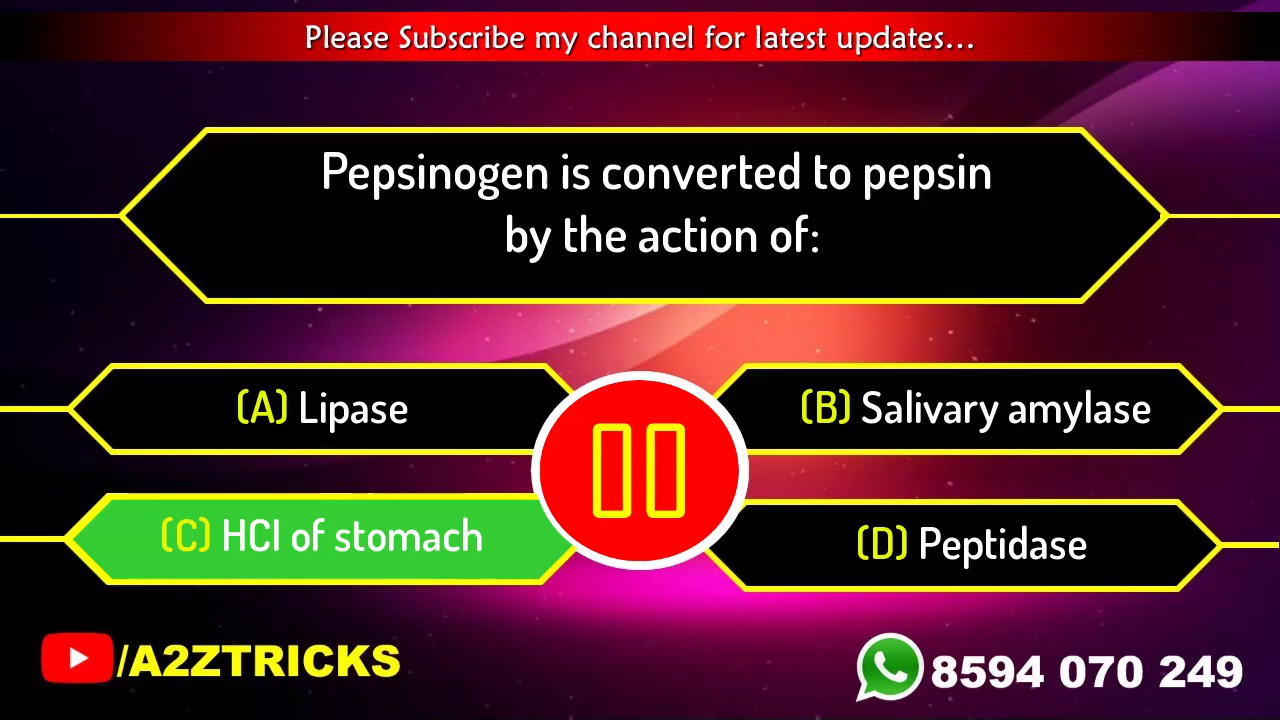 Please Subscribe my channel for latest updates...
Pepsinogen is converted to pepsin
by the action of:
(A) Lipase
(B) Salivary amylase
(C) HCl of stomach
(D) Peptidase
/A2ZTRICKS
8594 070 249